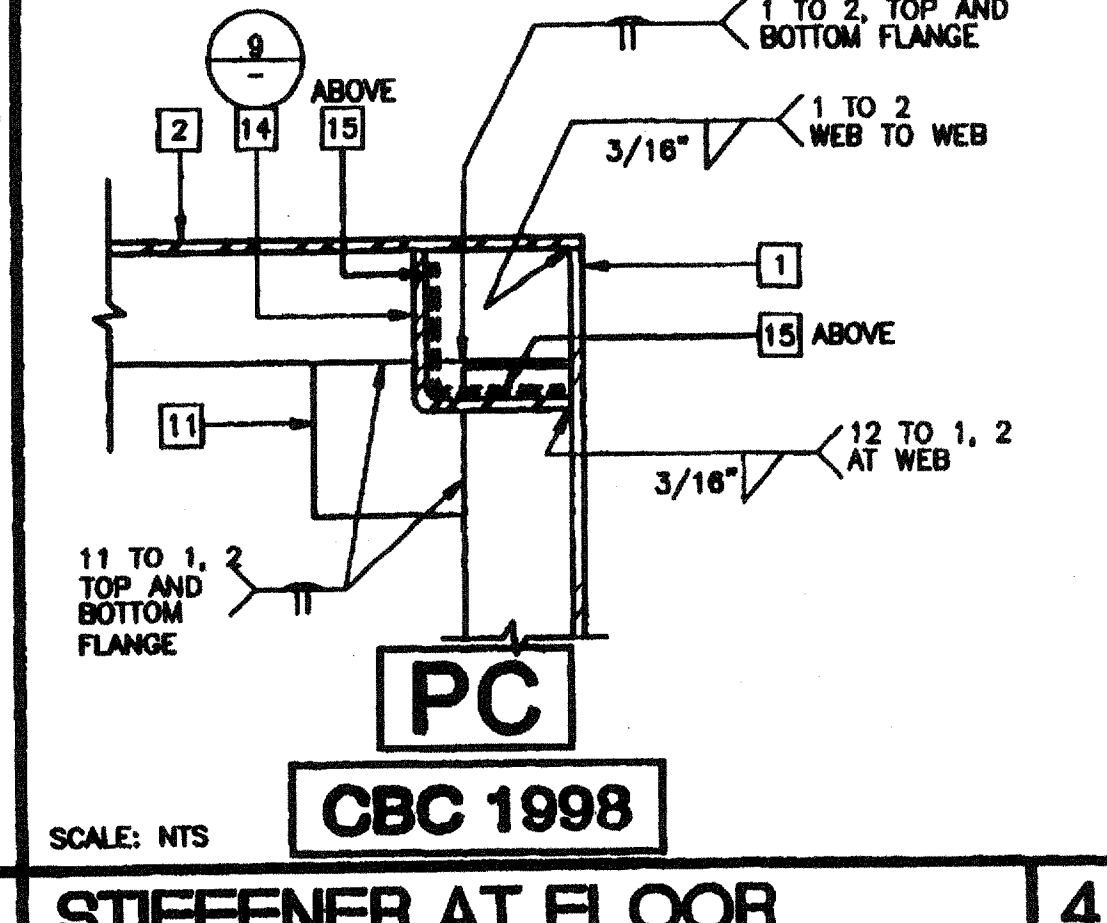 1 TO 2, TOP AND
BOTTOM FLANGE
9
-
ABOVE
2
14
15
1 TO 2
WEB TO WEB
3/16"
1
15 ABOVE
11
12 TO 1, 2
AT WEB
3/16"
11 TO 1, 2
TOP AND
BOTTOM
FLANGE
PC
CBC 1998
SCALE: NTS
STIFFENER AT FLOOR
4